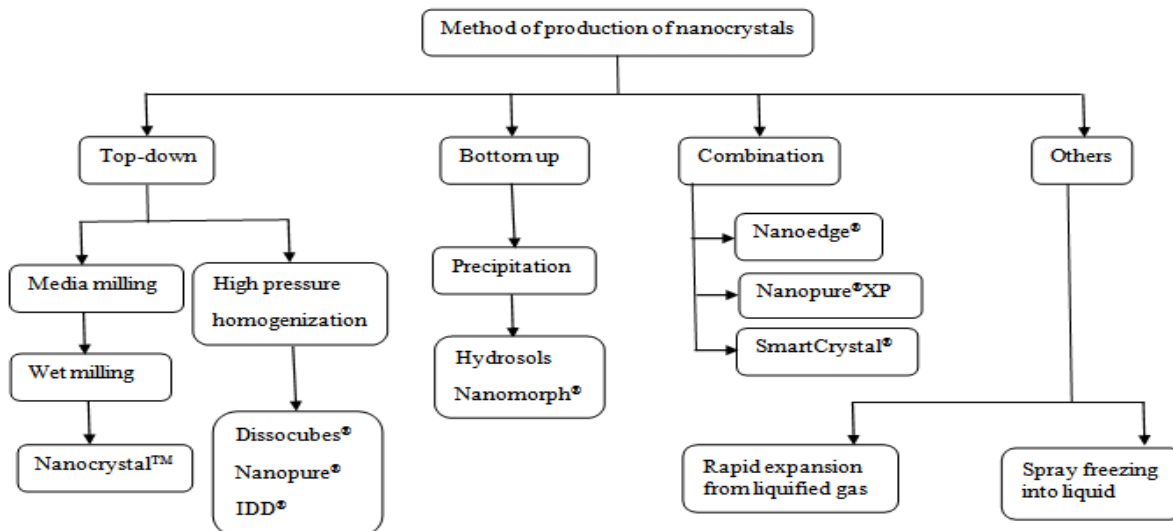 Method of production of nanocrystals
Top-down
Bottom up
Combination
Others
Nanoedge®
Nanopure®XP
SmartCrystal®
Media milling
High pressure
homogenization
Precipitation
Wet milling
Hydrosols
Nanomorph®
Nanocrystal™
Dissocubes®
Nanopure®
IDD®
Rapid expansion
from liquified gas
Spray freezing
into liquid